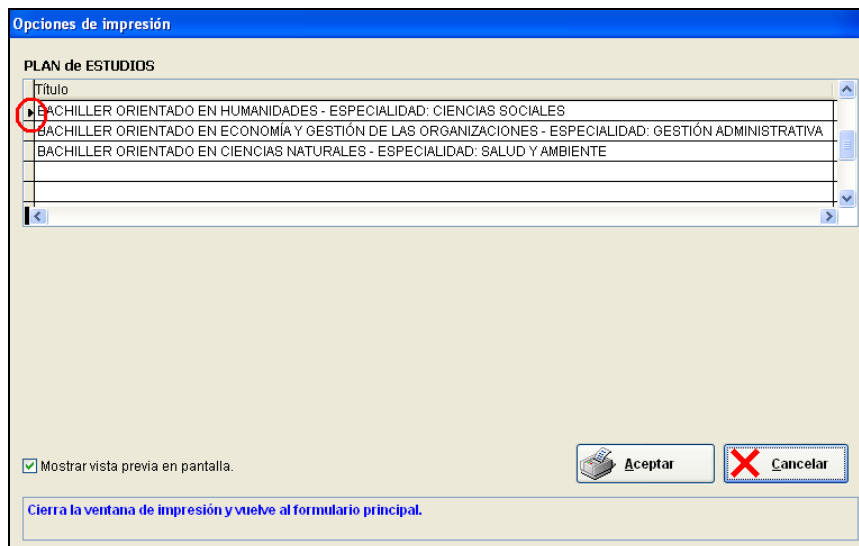 Opciones de impresión
PLAN de ESTUDIOS
Título
BACHILLER ORIENTADO EN HUMANIDADES - ESPECIALIDAD: CIENCIAS SOCIALES
BACHILLER ORIENTADO EN ECONOMÍA Y GESTIÓN DE LAS ORGANIZACIONES - ESPECIALIDAD: GESTIÓN ADMINISTRATIVA
BACHILLER ORIENTADO EN CIENCIAS NATURALES - ESPECIALIDAD: SALUD Y AMBIENTE
Mostrar vista previa en pantalla.
Aceptar
Cancelar
Cierra la ventana de impresión y vuelve al formulario principal.